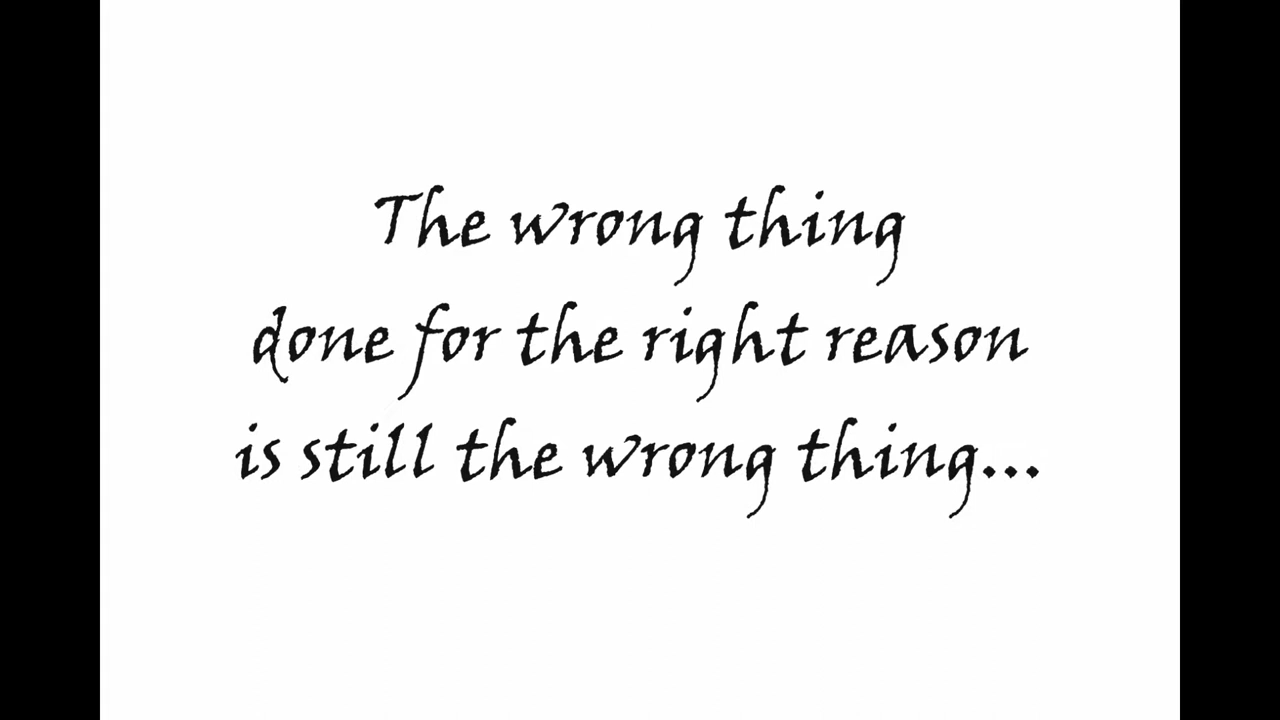 The wrong thing
done for the right reason
is still the wrong thing...